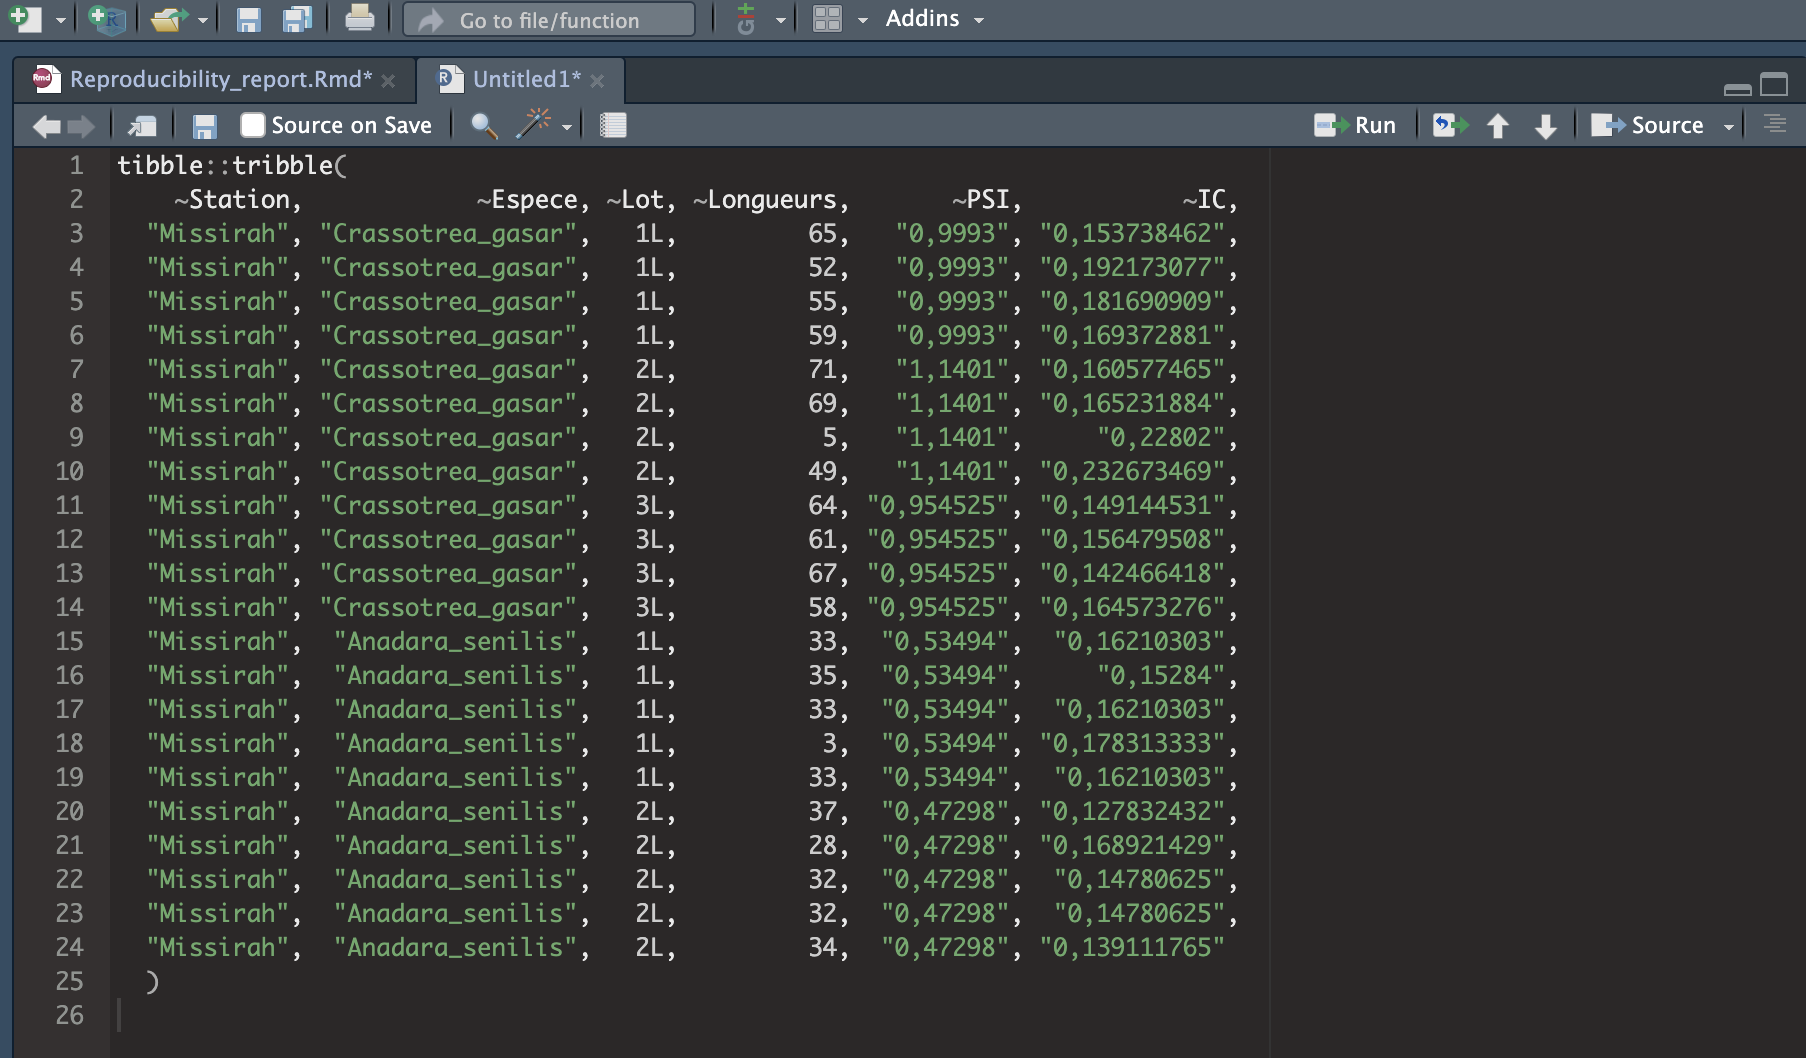 Go to file/function Addins
Reproducibility_report.Rmd* Untitled1*
Source on Save Run Source
1 tibble::tribble(
2 ~Station, ~Espece, ~Lot, ~Longueurs, ~PSI, ~IC,
3 "Missirah", "Crassotrea_gasar", 1L, 65, "0,9993", "0,153738462",
4 "Missirah", "Crassotrea_gasar", 1L, 52, "0,9993", "0,192173077",
5 "Missirah", "Crassotrea_gasar", 1L, 55, "0,9993", "0,181690909",
6 "Missirah", "Crassotrea_gasar", 1L, 59, "0,9993", "0,169372881",
7 "Missirah", "Crassotrea_gasar", 2L, 71, "1,1401", "0,160577465",
8 "Missirah", "Crassotrea_gasar", 2L, 69, "1,1401", "0,165231884",
9 "Missirah", "Crassotrea_gasar", 2L, 5, "1,1401", "0,22802",
10 "Missirah", "Crassotrea_gasar", 2L, 49, "1,1401", "0,232673469",
11 "Missirah", "Crassotrea_gasar", 3L, 64, "0,954525", "0,149144531",
12 "Missirah", "Crassotrea_gasar", 3L, 61, "0,954525", "0,156479508",
13 "Missirah", "Crassotrea_gasar", 3L, 67, "0,954525", "0,142466418",
14 "Missirah", "Crassotrea_gasar", 3L, 58, "0,954525", "0,164573276",
15 "Missirah", "Anadara_senilis", 1L, 33, "0,53494", "0,16210303",
16 "Missirah", "Anadara_senilis", 1L, 35, "0,53494", "0,15284",
17 "Missirah", "Anadara_senilis", 1L, 33, "0,53494", "0,16210303",
18 "Missirah", "Anadara_senilis", 1L, 3, "0,53494", "0,178313333",
19 "Missirah", "Anadara_senilis", 1L, 33, "0,53494", "0,16210303",
20 "Missirah", "Anadara_senilis", 2L, 37, "0,47298", "0,127832432",
21 "Missirah", "Anadara_senilis", 2L, 28, "0,47298", "0,168921429",
22 "Missirah", "Anadara_senilis", 2L, 32, "0,47298", "0,14780625",
23 "Missirah", "Anadara_senilis", 2L, 32, "0,47298", "0,14780625",
24 "Missirah", "Anadara_senilis", 2L, 34, "0,47298", "0,139111765"
25 )
26